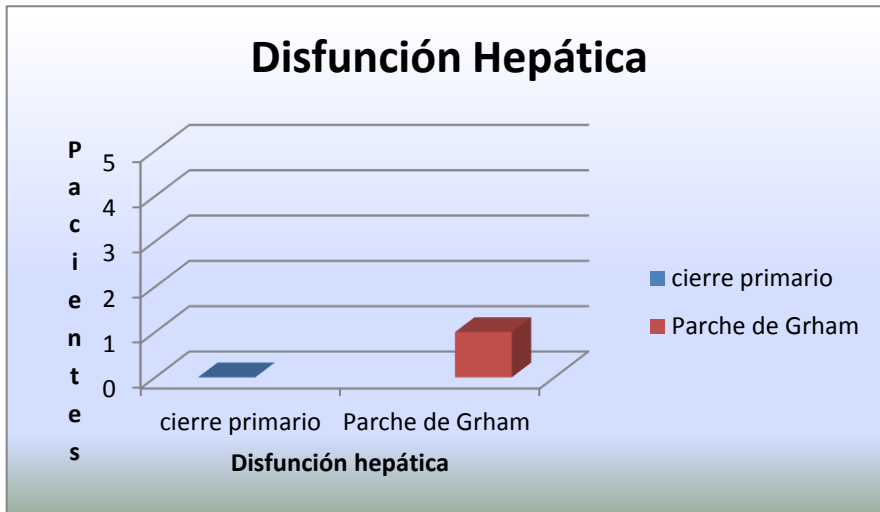 Disfunción Hepática
Pacientes
5
4
3
2
1
0
cierre primario
Parche de Grham
Disfunción hepática
cierre primario
Parche de Grham